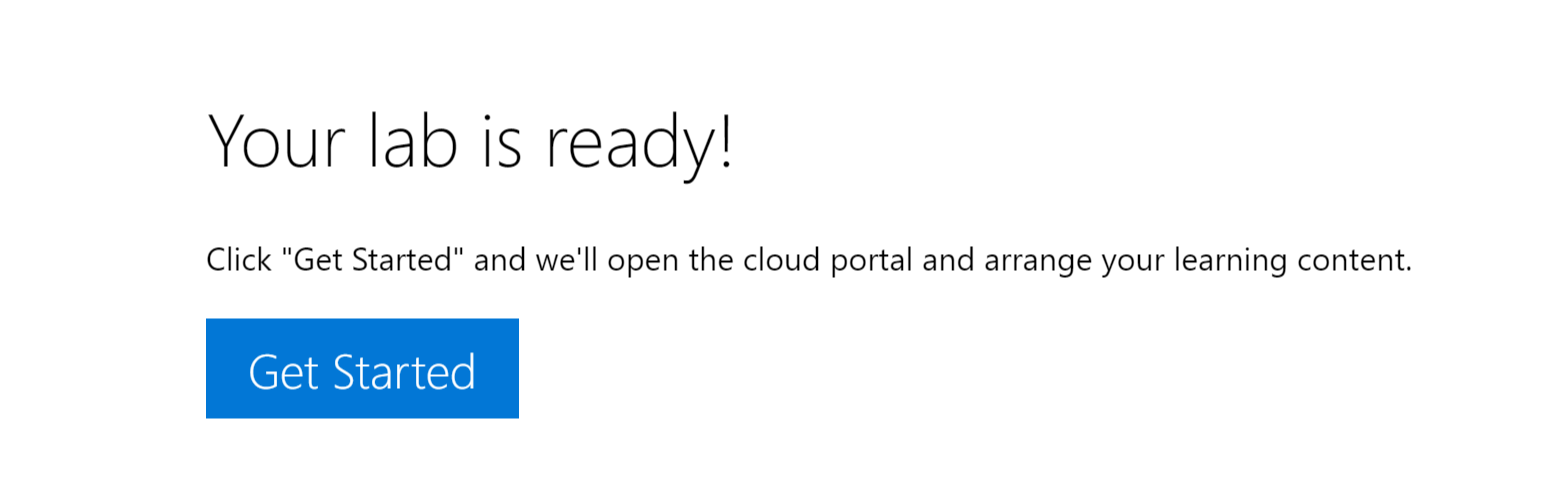 Your lab is ready!
Click "Get Started" and we'll open the cloud portal and arrange your learning content.
Get Started